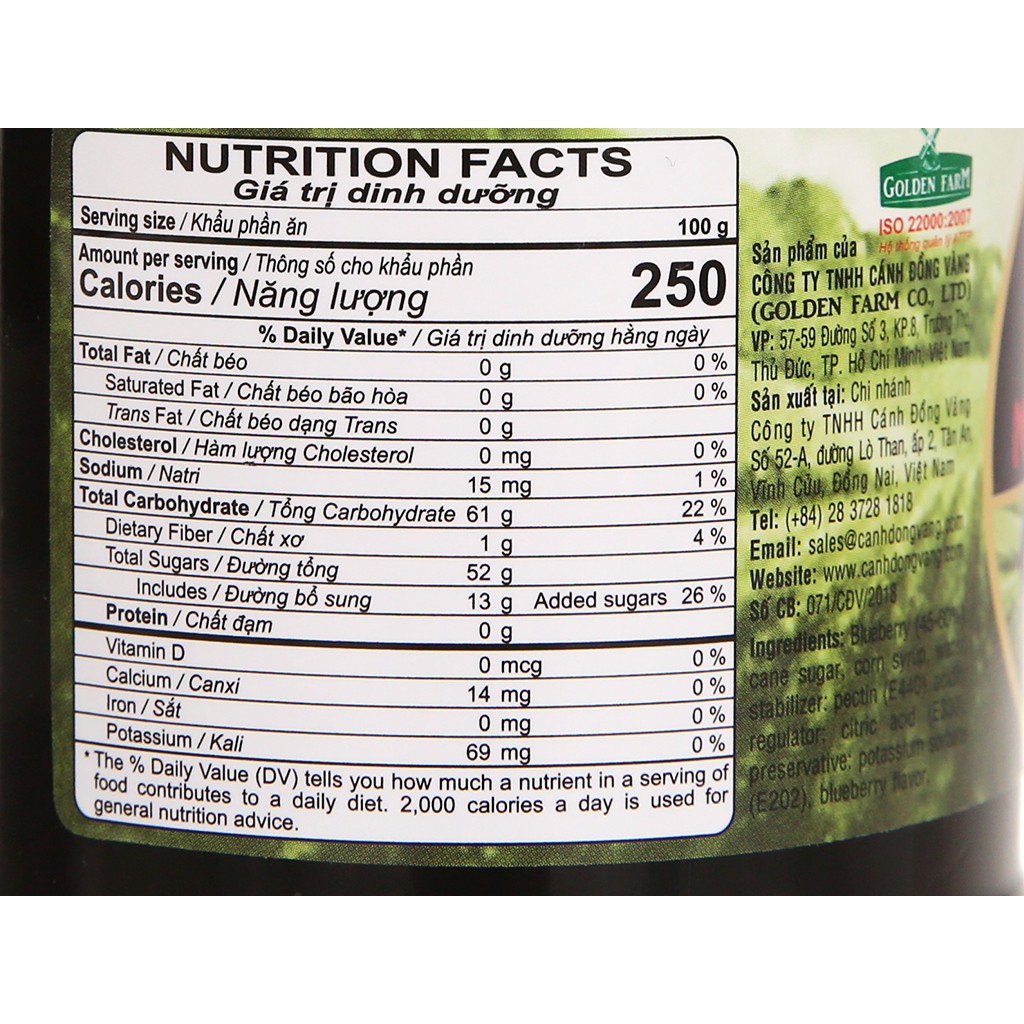 NUTRITION FACTS
Giá trị dinh dưỡng
Serving size / Khẩu phần ăn 100 g
Amount per serving / Thông số cho khẩu phần
Calories / Năng lượng 250
% Daily Value* / Giá trị dinh dưỡng hằng ngày
Total Fat / Chất béo 0 g 0 %
Saturated Fat / Chất béo bão hòa 0 g 0 %
Trans Fat / Chất béo dạng Trans 0 g
Cholesterol / Hàm lượng Cholesterol 0 mg 0 %
Sodium / Natri 15 mg 1 %
Total Carbohydrate / Tổng Carbohydrate 61 g 22 %
Dietary Fiber / Chất xơ 1 g 4 %
Total Sugars / Đường tổng 52 g
Includes / Đường bổ sung 13 g Added sugars 26 %
Protein / Chất đạm 0 g
Vitamin D 0 mcg 0 %
Calcium / Canxi 14 mg 0 %
Iron / Sắt 0 mg 0 %
Potassium / Kali 69 mg 0 %
* The % Daily Value (DV) tells you how much a nutrient in a serving of
food contributes to a daily diet. 2,000 calories a day is used for
general nutrition advice.
GOLDEN FARM
ISO 22000:2007
Hệ thống quản lý ATTP
Sản phẩm của
CÔNG TY TNHH CÁNH ĐỒNG VÀNG
(GOLDEN FARM CO., LTD)
VP: 57-59 Đường Số 3, KP.8, Trường Thọ,
Thủ Đức, TP. Hồ Chí Minh, Việt Nam
Sản xuất tại: Chi nhánh
Công ty TNHH Cánh Đồng Vàng
Số 52-A, đường Lò Than, ấp 2, Tân An,
Vĩnh Cửu, Đồng Nai, Việt Nam
Tel: (+84) 28 3728 1818
Email: sales@canhdongvang.com
Website: www.canhdongvang.com
Số CB: 071/CĐV/2018
Ingredients: Blueberry
cane sugar, corn syrup,
stabilizer: pectin (E440),
regulator: citric acid
preservative: potassium sorbate
(E202), blueberry flavor.